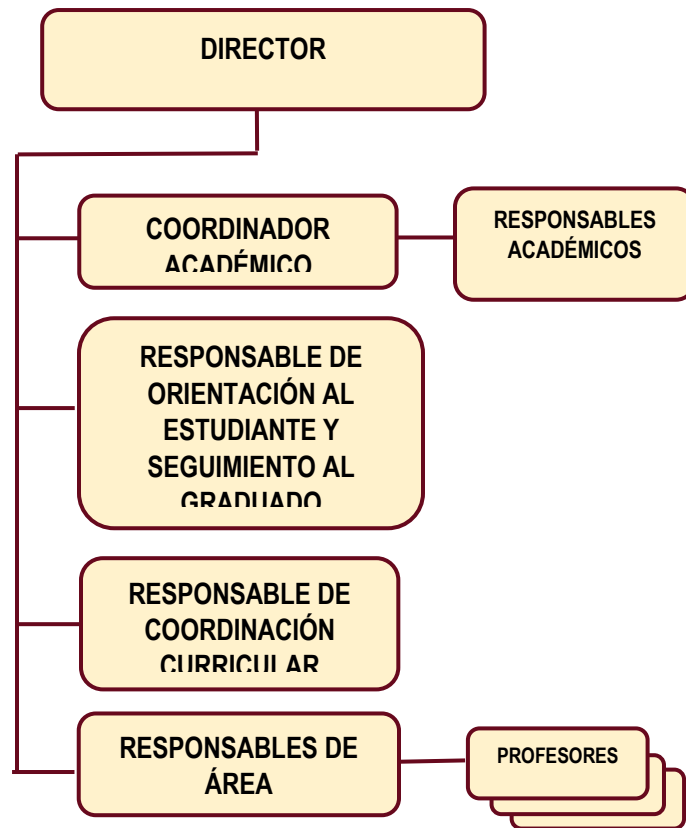 DIRECTOR
COORDINADOR
ACADÉMICO
RESPONSABLES
ACADÉMICOS
RESPONSABLE DE
ORIENTACIÓN AL
ESTUDIANTE Y
SEGUIMIENTO AL
GRADUADO
RESPONSABLE DE
COORDINACIÓN
CURRICULAR
RESPONSABLES DE
ÁREA
PROFESORES